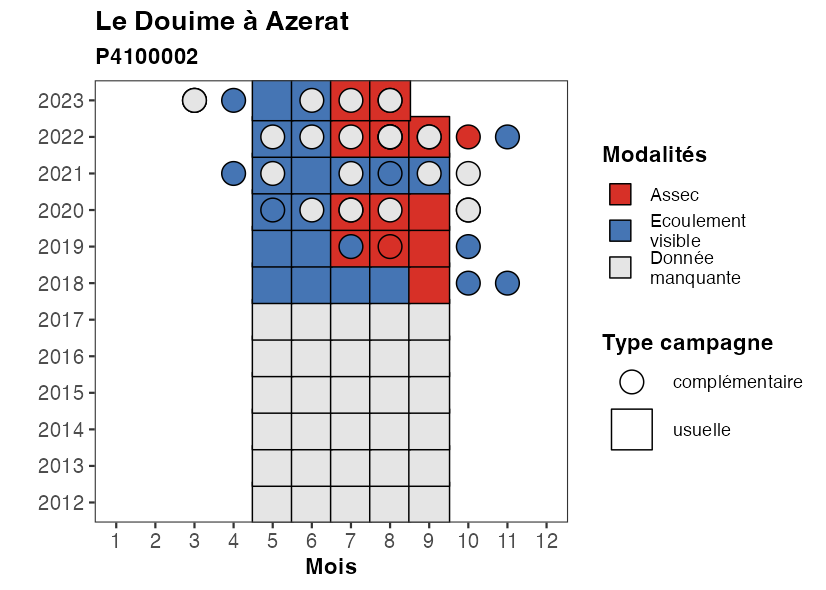 Le Douime à Azerat
P4100002
2023
2022
2021
2020
2019
2018
2017
2016
2015
2014
2013
2012
1 2 3 4 5 6 7 8 9 10 11 12
Mois
Modalités
Assec
Ecoulement
visible
Donnée
manquante
Type campagne
complémentaire
usuelle